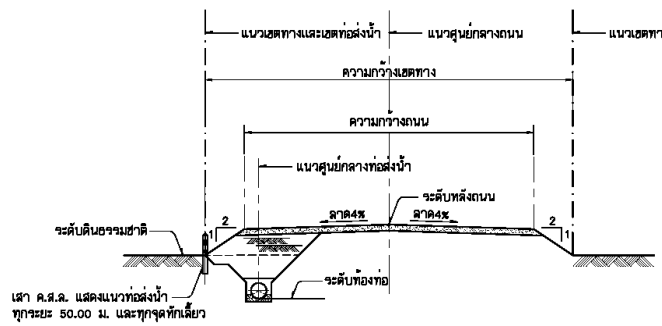 แนวเขตทางและเขตท่อส่งน้ำ
แนวศูนย์กลางถนน
แนวเขตทาง
ความกว้างเขตทาง
ความกว้างถนน
แนวศูนย์กลางท่อส่งน้ำ
ระดับหลังถนน
ลาด4%
ลาด4%
2
1
2
1
ระดับดินธรรมชาติ
ระดับท้องท่อ
เสา ค.ส.ล. แสดงแนวท่อส่งน้ำ
ทุกระยะ 50.00 ม. และทุกจุดหักเลี้ยว